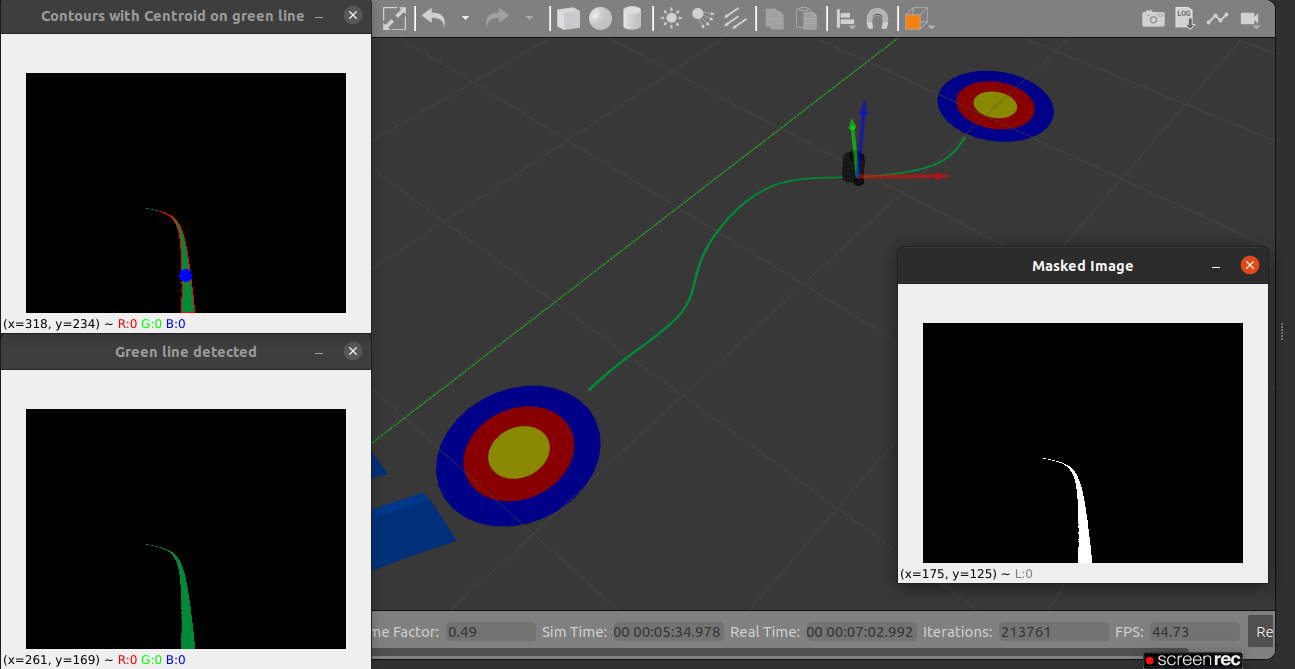 Contours with Centroid on green line
(x=318, y=234) ~ R:0 G:0 B:0
Green line detected
(x=261, y=169) ~ R:0 G:0 B:0
LOG
Masked Image
(x=175, y=125) ~ L:0
me Factor: 0.49 Sim Time: 00 00:05:34.978 Real Time: 00 00:07:02.992 Iterations: 213761 FPS: 44.73 Re
screenrec